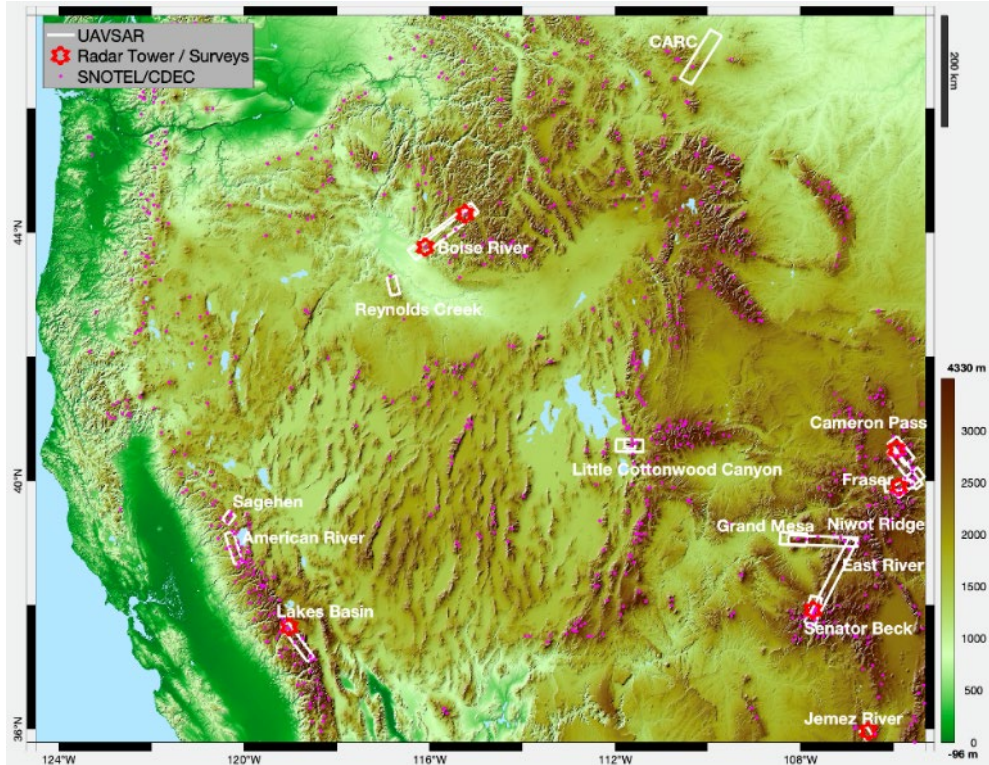 UAVSAR
Radar Tower / Surveys
SNOTEL/CDEC
CARC
200 km
44°N
Boise River
Reynolds Creek
4330 m
3000
2500
2000
1500
1000
500
0
-96 m
Cameron Pass
40°N
Little Cottonwood Canyon
Fraser
Sagehen
Grand Mesa
Niwot Ridge
American River
East River
Lakes Basin
Senator Beck
Jemez River
36°N
124°W
120°W
116°W
112°W
108°W